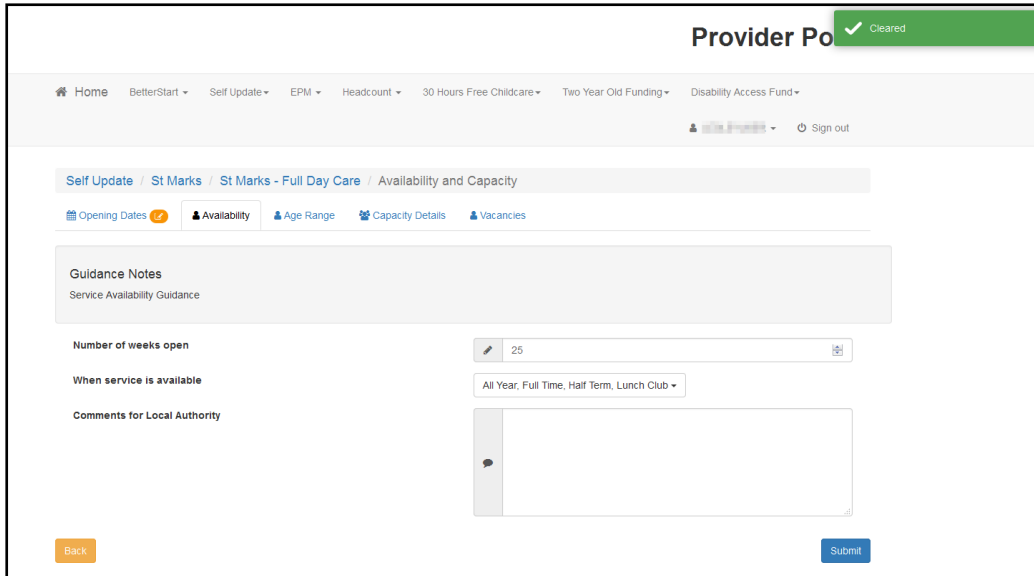 Provider Po
Cleared
Home BetterStart Self Update EPM Headcount 30 Hours Free Childcare Two Year Old Funding Disability Access Fund
Sign out
Self Update / St Marks / St Marks - Full Day Care / Availability and Capacity
Opening Dates Availability Age Range Capacity Details Vacancies
Guidance Notes
Service Availability Guidance
Number of weeks open 25
When service is available All Year, Full Time, Half Term, Lunch Club
Comments for Local Authority
Back Submit